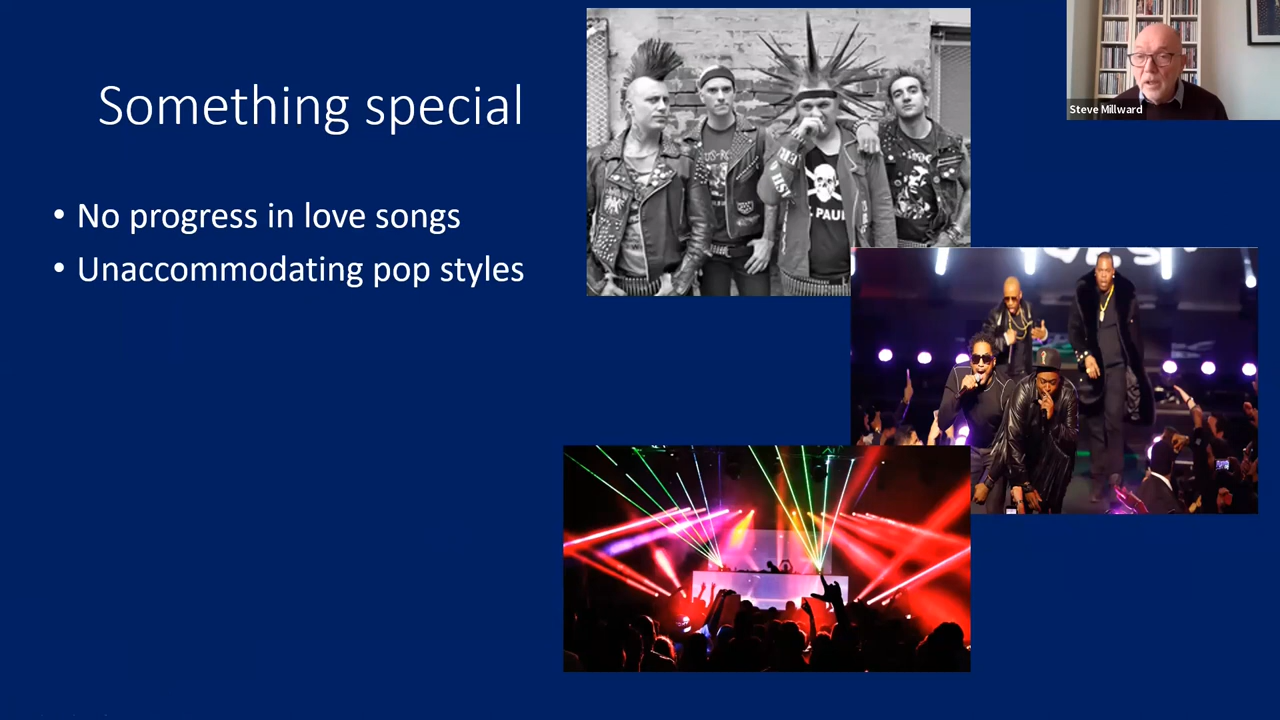 Something special
• No progress in love songs
• Unaccommodating pop styles
Steve Millward